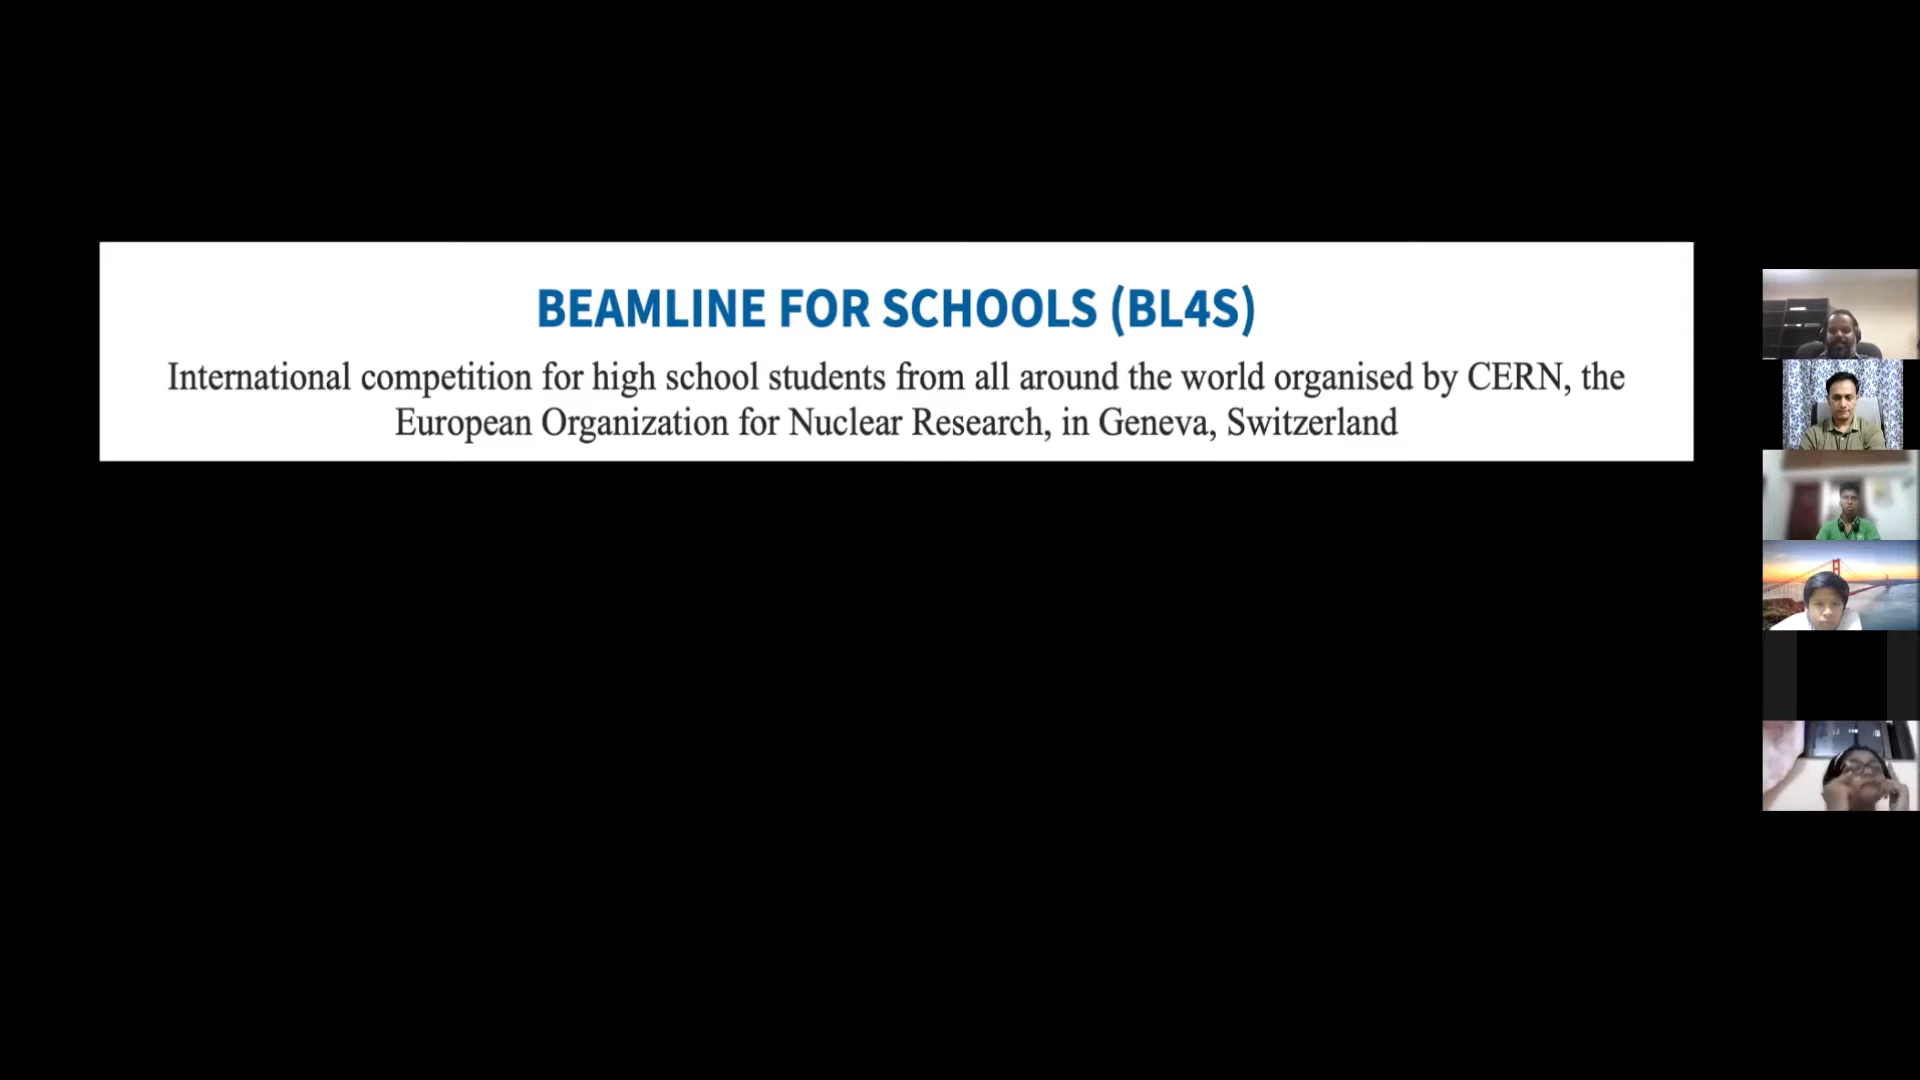 BEAMLINE FOR SCHOOLS (BL4S)
International competition for high school students from all around the world organised by CERN, the
European Organization for Nuclear Research, in Geneva, Switzerland